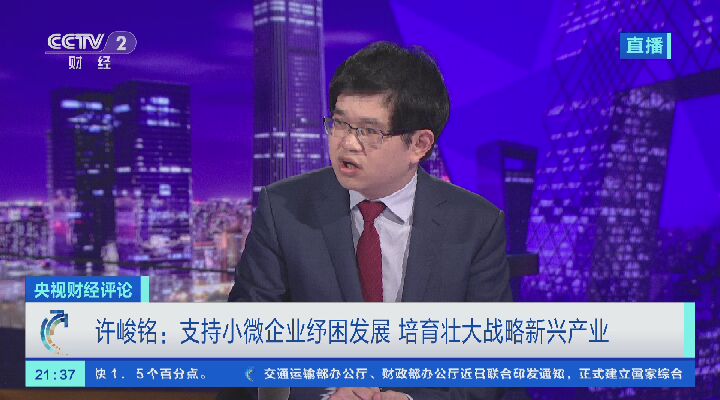 CCTV 2
财经
直播
央视财经评论
许峻铭：支持小微企业纾困发展 培育壮大战略新兴产业
21:37 快1.5个百分点。 交通运输部办公厅、财政部办公厅近日联合印发通知，正式建立国家综合